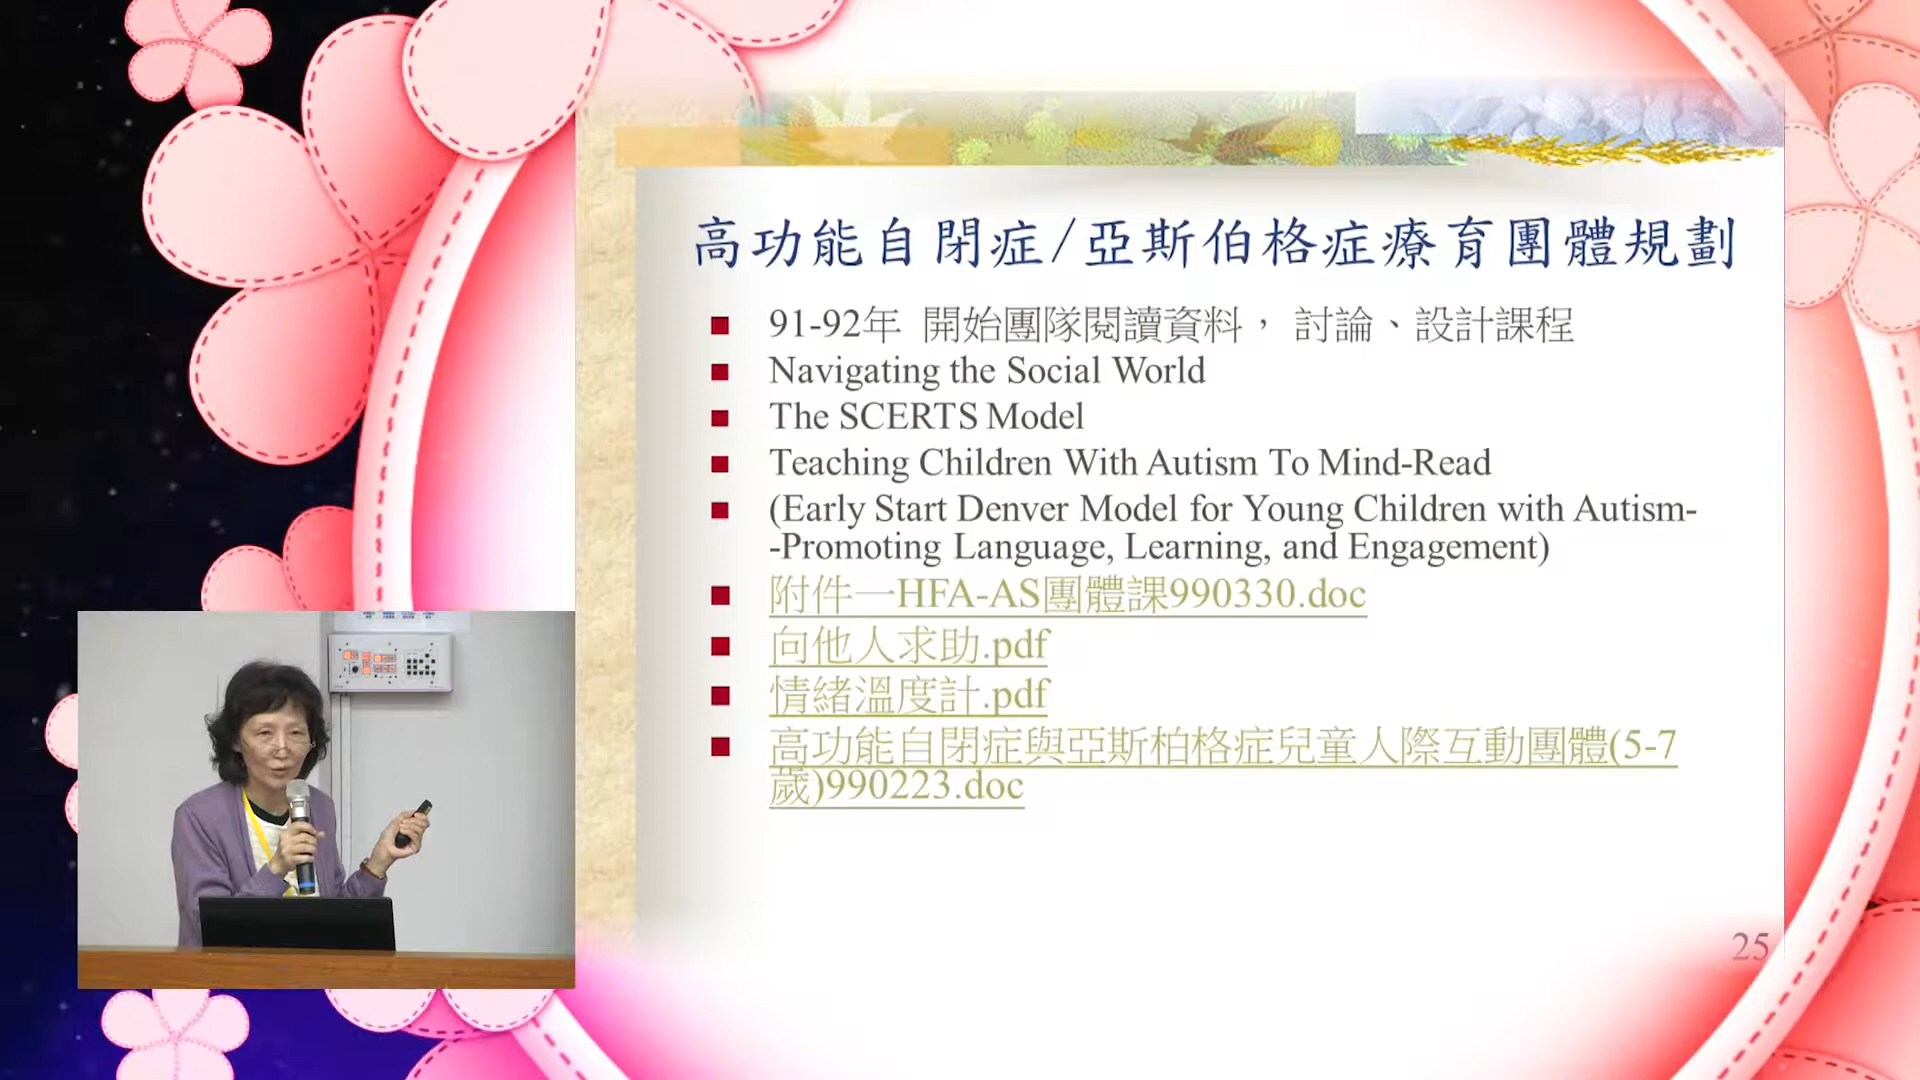 高功能自閉症/亞斯伯格症療育團體規劃
91-92年 開始團隊閱讀資料， 討論、設計課程
Navigating the Social World
The SCERTS Model
Teaching Children With Autism To Mind-Read
(Early Start Denver Model for Young Children with Autism-
-Promoting Language, Learning, and Engagement)
附件一HFA-AS團體課990330.doc
向他人求助.pdf
情緒溫度計.pdf
高功能自閉症與亞斯柏格症兒童人際互動團體(5-7
歲)990223.doc
25